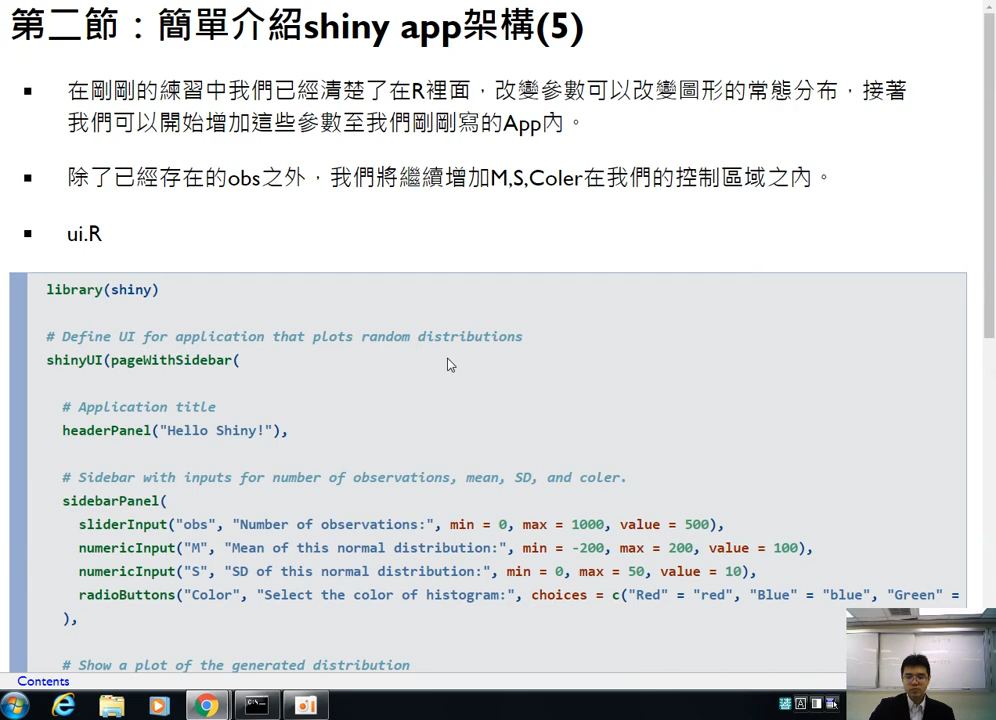 第二節：簡單介紹shiny app架構(5)
在剛剛的練習中我們已經清楚了在R裡面，改變參數可以改變圖形的常態分布，接著
我們可以開始增加這些參數至我們剛剛寫的App內。
除了已經存在的obs之外，我們將繼續增加M,S,Coler在我們的控制區域之內。
ui.R
library(shiny)
# Define UI for application that plots random distributions
shinyUI(pageWithSidebar(
# Application title
headerPanel("Hello Shiny!"),
# Sidebar with inputs for number of observations, mean, SD, and coler.
sidebarPanel(
sliderInput("obs", "Number of observations:", min = 0, max = 1000, value = 500),
numericInput("M", "Mean of this normal distribution:", min = -200, max = 200, value = 100),
numericInput("S", "SD of this normal distribution:", min = 0, max = 50, value = 10),
radioButtons("Color", "Select the color of histogram:", choices = c("Red" = "red", "Blue" = "blue", "Green" =
),
# Show a plot of the generated distribution
Contents